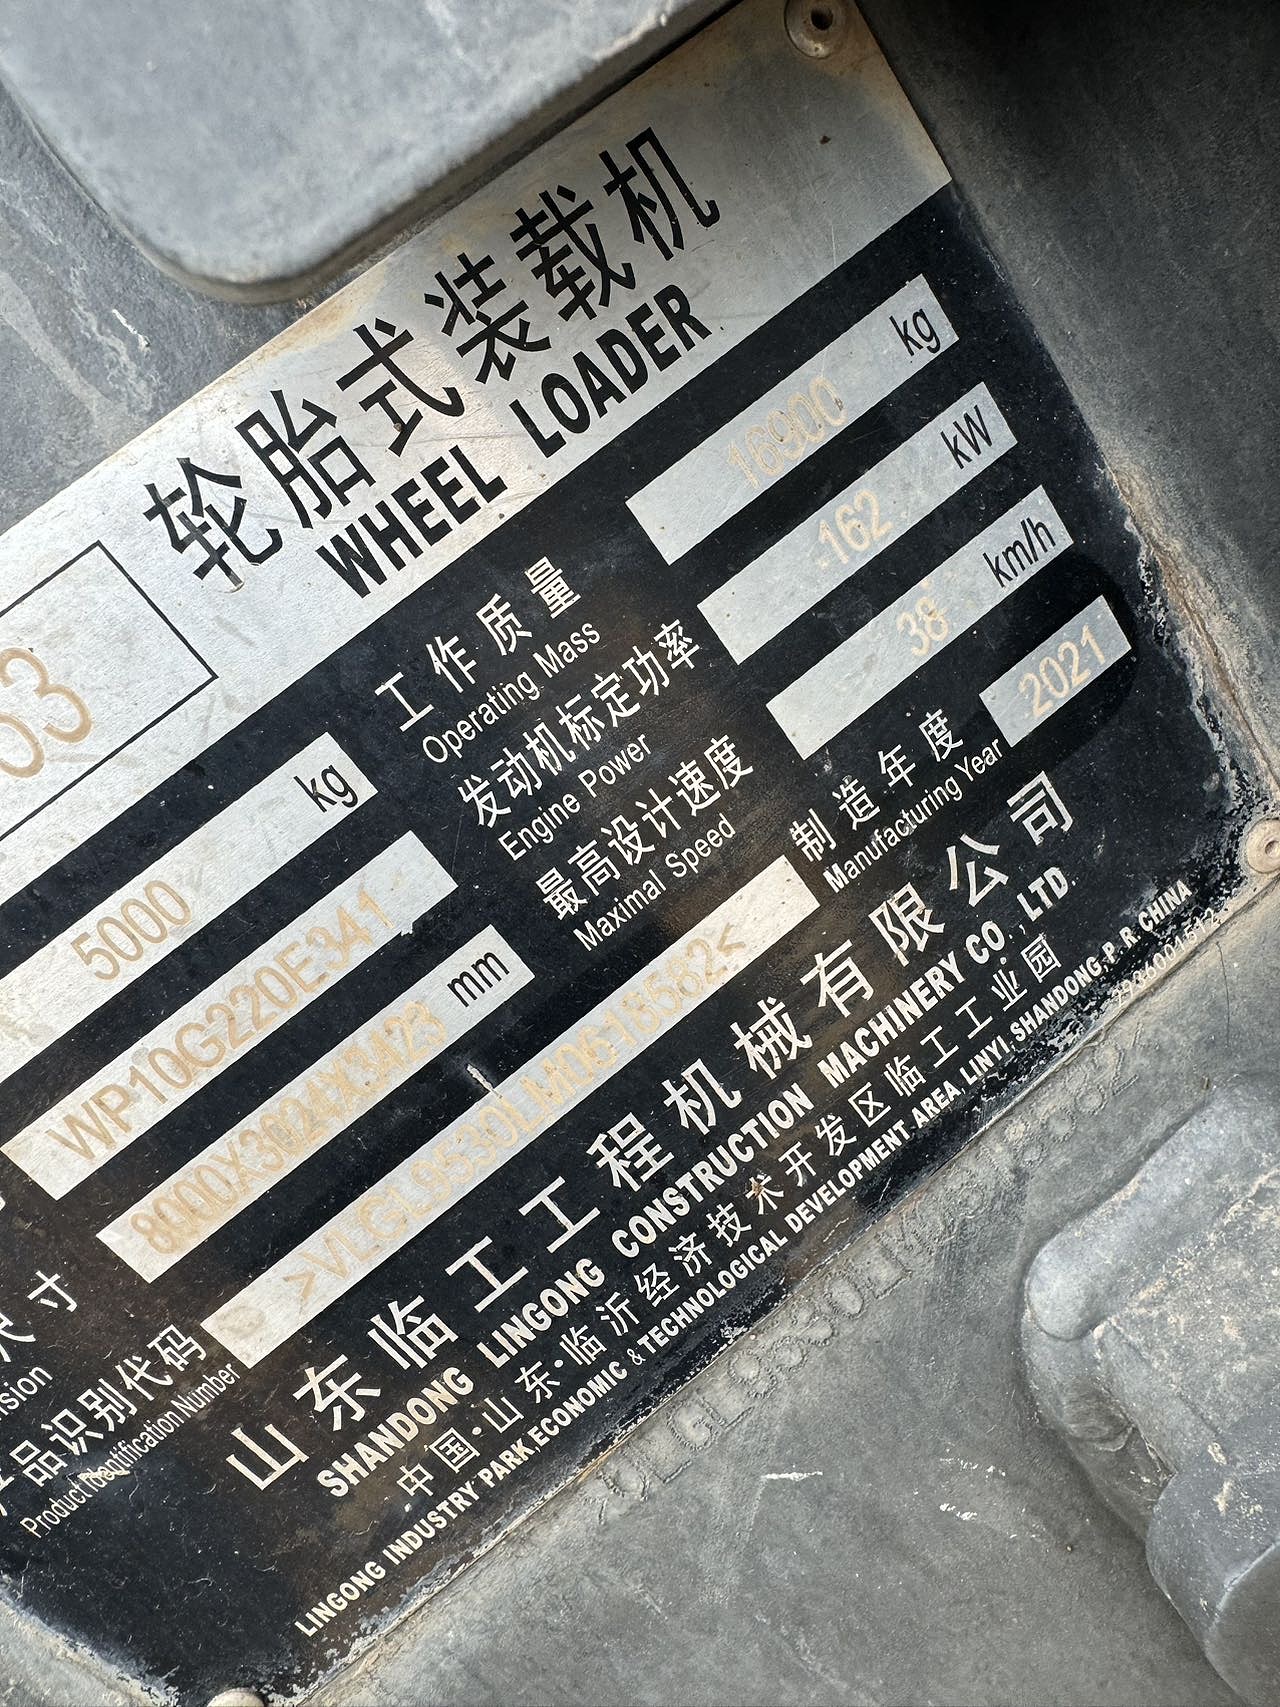 轮胎式装载机
WHEEL LOADER
53
工作质量
Operating Mass
16900 kg
发动机标定功率
Engine Power
162 kW
最高设计速度
Maximal Speed
38 km/h
制造年度
Manufacturing Year
2021
5000 kg
WP10G220E341
8000X3024X3423 mm
尺寸
品识别代码
Product Identification Number
山东临工工程机械有限公司
SHANDONG LINGONG CONSTRUCTION MACHINERY CO., LTD.
中国·山东·临沂经济技术开发区临工工业园
LINGONG INDUSTRY PARK,ECONOMIC & TECHNOLOGICAL DEVELOPMENT AREA, LINYI, SHANDONG,P. R. CHINA